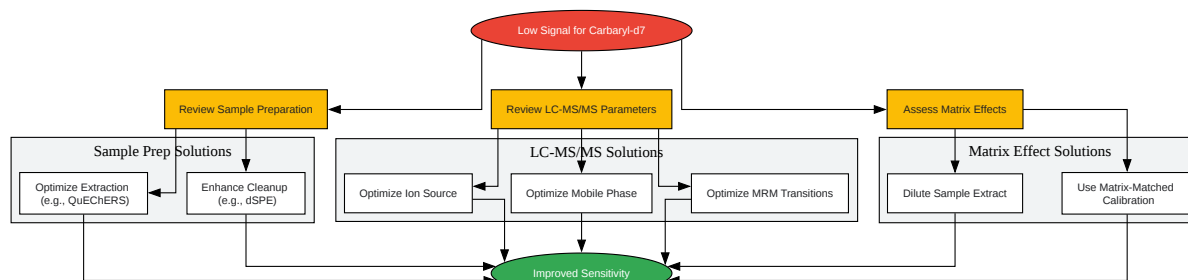 Low Signal for Carbaryl-d7
Review Sample Preparation
Review LC-MS/MS Parameters
Assess Matrix Effects
Sample Prep Solutions
LC-MS/MS Solutions
Matrix Effect Solutions
Optimize Extraction
(e.g., QuEChERS)
Enhance Cleanup
(e.g., dSPE)
Optimize Ion Source
Optimize Mobile Phase
Optimize MRM Transitions
Dilute Sample Extract
Use Matrix-Matched
Calibration
Improved Sensitivity